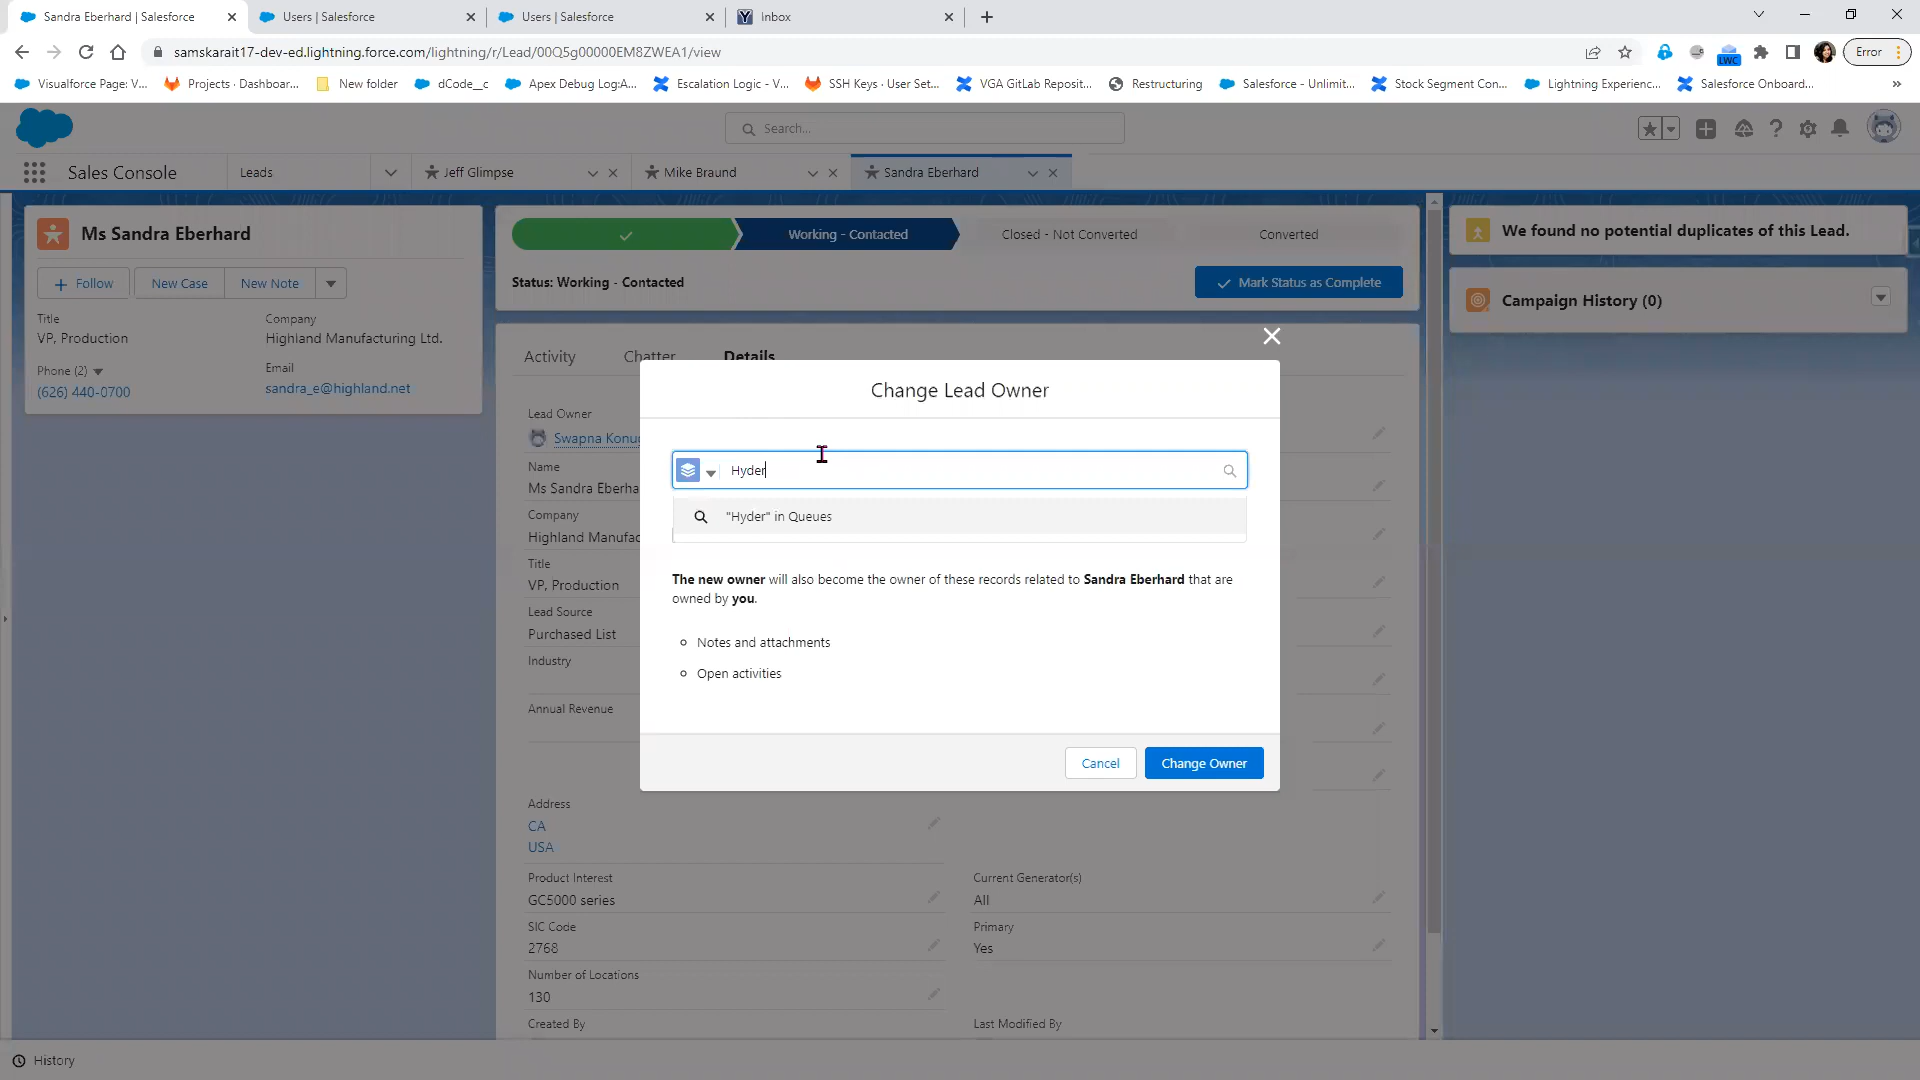 Sandra Eberhard | Salesforce
Users | Salesforce
Users | Salesforce
Inbox
samskarait17-dev-ed.lightning.force.com/lightning/r/Lead/00Q5g00000EM8ZWEA1/view
LWC
Error
Visualforce Page: V...
Projects · Dashboar...
New folder
dCode__c
Apex Debug Log:A...
Escalation Logic - V...
SSH Keys · User Set...
VGA GitLab Reposit...
Restructuring
Salesforce - Unlimit...
Stock Segment Con...
Lightning Experienc...
Salesforce Onboard...
Search...
Sales Console
Leads
Jeff Glimpse
Mike Braund
Sandra Eberhard
Ms Sandra Eberhard
Follow
New Case
New Note
Title
VP, Production
Company
Highland Manufacturing Ltd.
Phone (2)
(626) 440-0700
Email
sandra_e@highland.net
Working - Contacted
Closed - Not Converted
Converted
Status: Working - Contacted
Mark Status as Complete
We found no potential duplicates of this Lead.
Campaign History (0)
Activity
Chatter
Details
Lead Owner
Swapna
Name
Ms Sandra Eberha
Company
Highland Manufac
Title
VP, Production
Lead Source
Purchased List
Industry
Annual Revenue
Address
CA
USA
Product Interest
GC5000 series
Current Generator(s)
All
SIC Code
2768
Primary
Yes
Number of Locations
130
Created By
Last Modified By
Change Lead Owner
Hyder
"Hyder" in Queues
The new owner will also become the owner of these records related to Sandra Eberhard that are
owned by you.
Notes and attachments
Open activities
Cancel
Change Owner
History